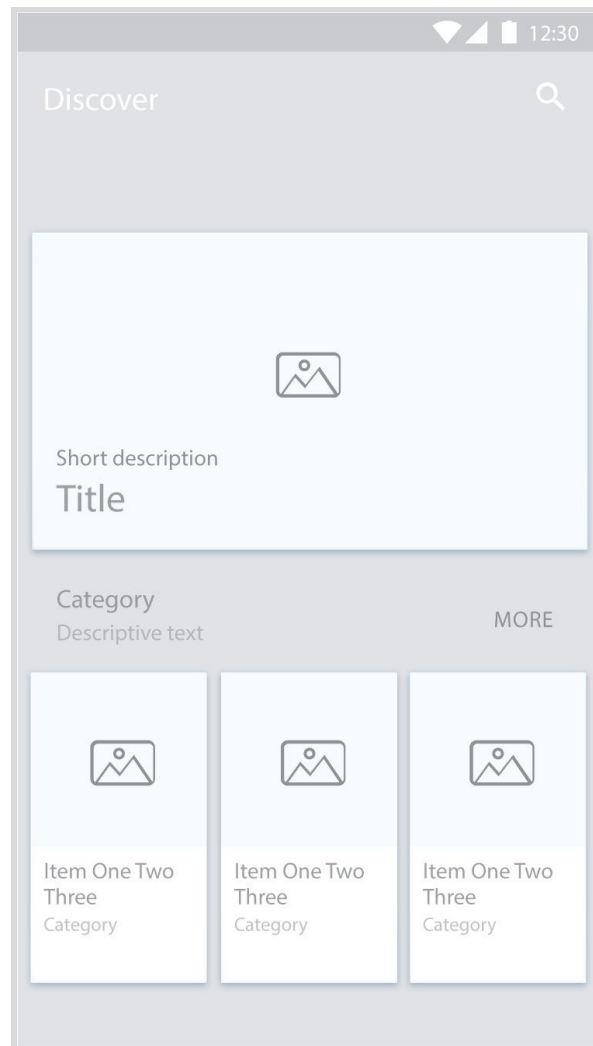 12:30
Discover
Short description
Title
Category
Descriptive text
MORE
Item One Two
Three
Category
Item One Two
Three
Category
Item One Two
Three
Category